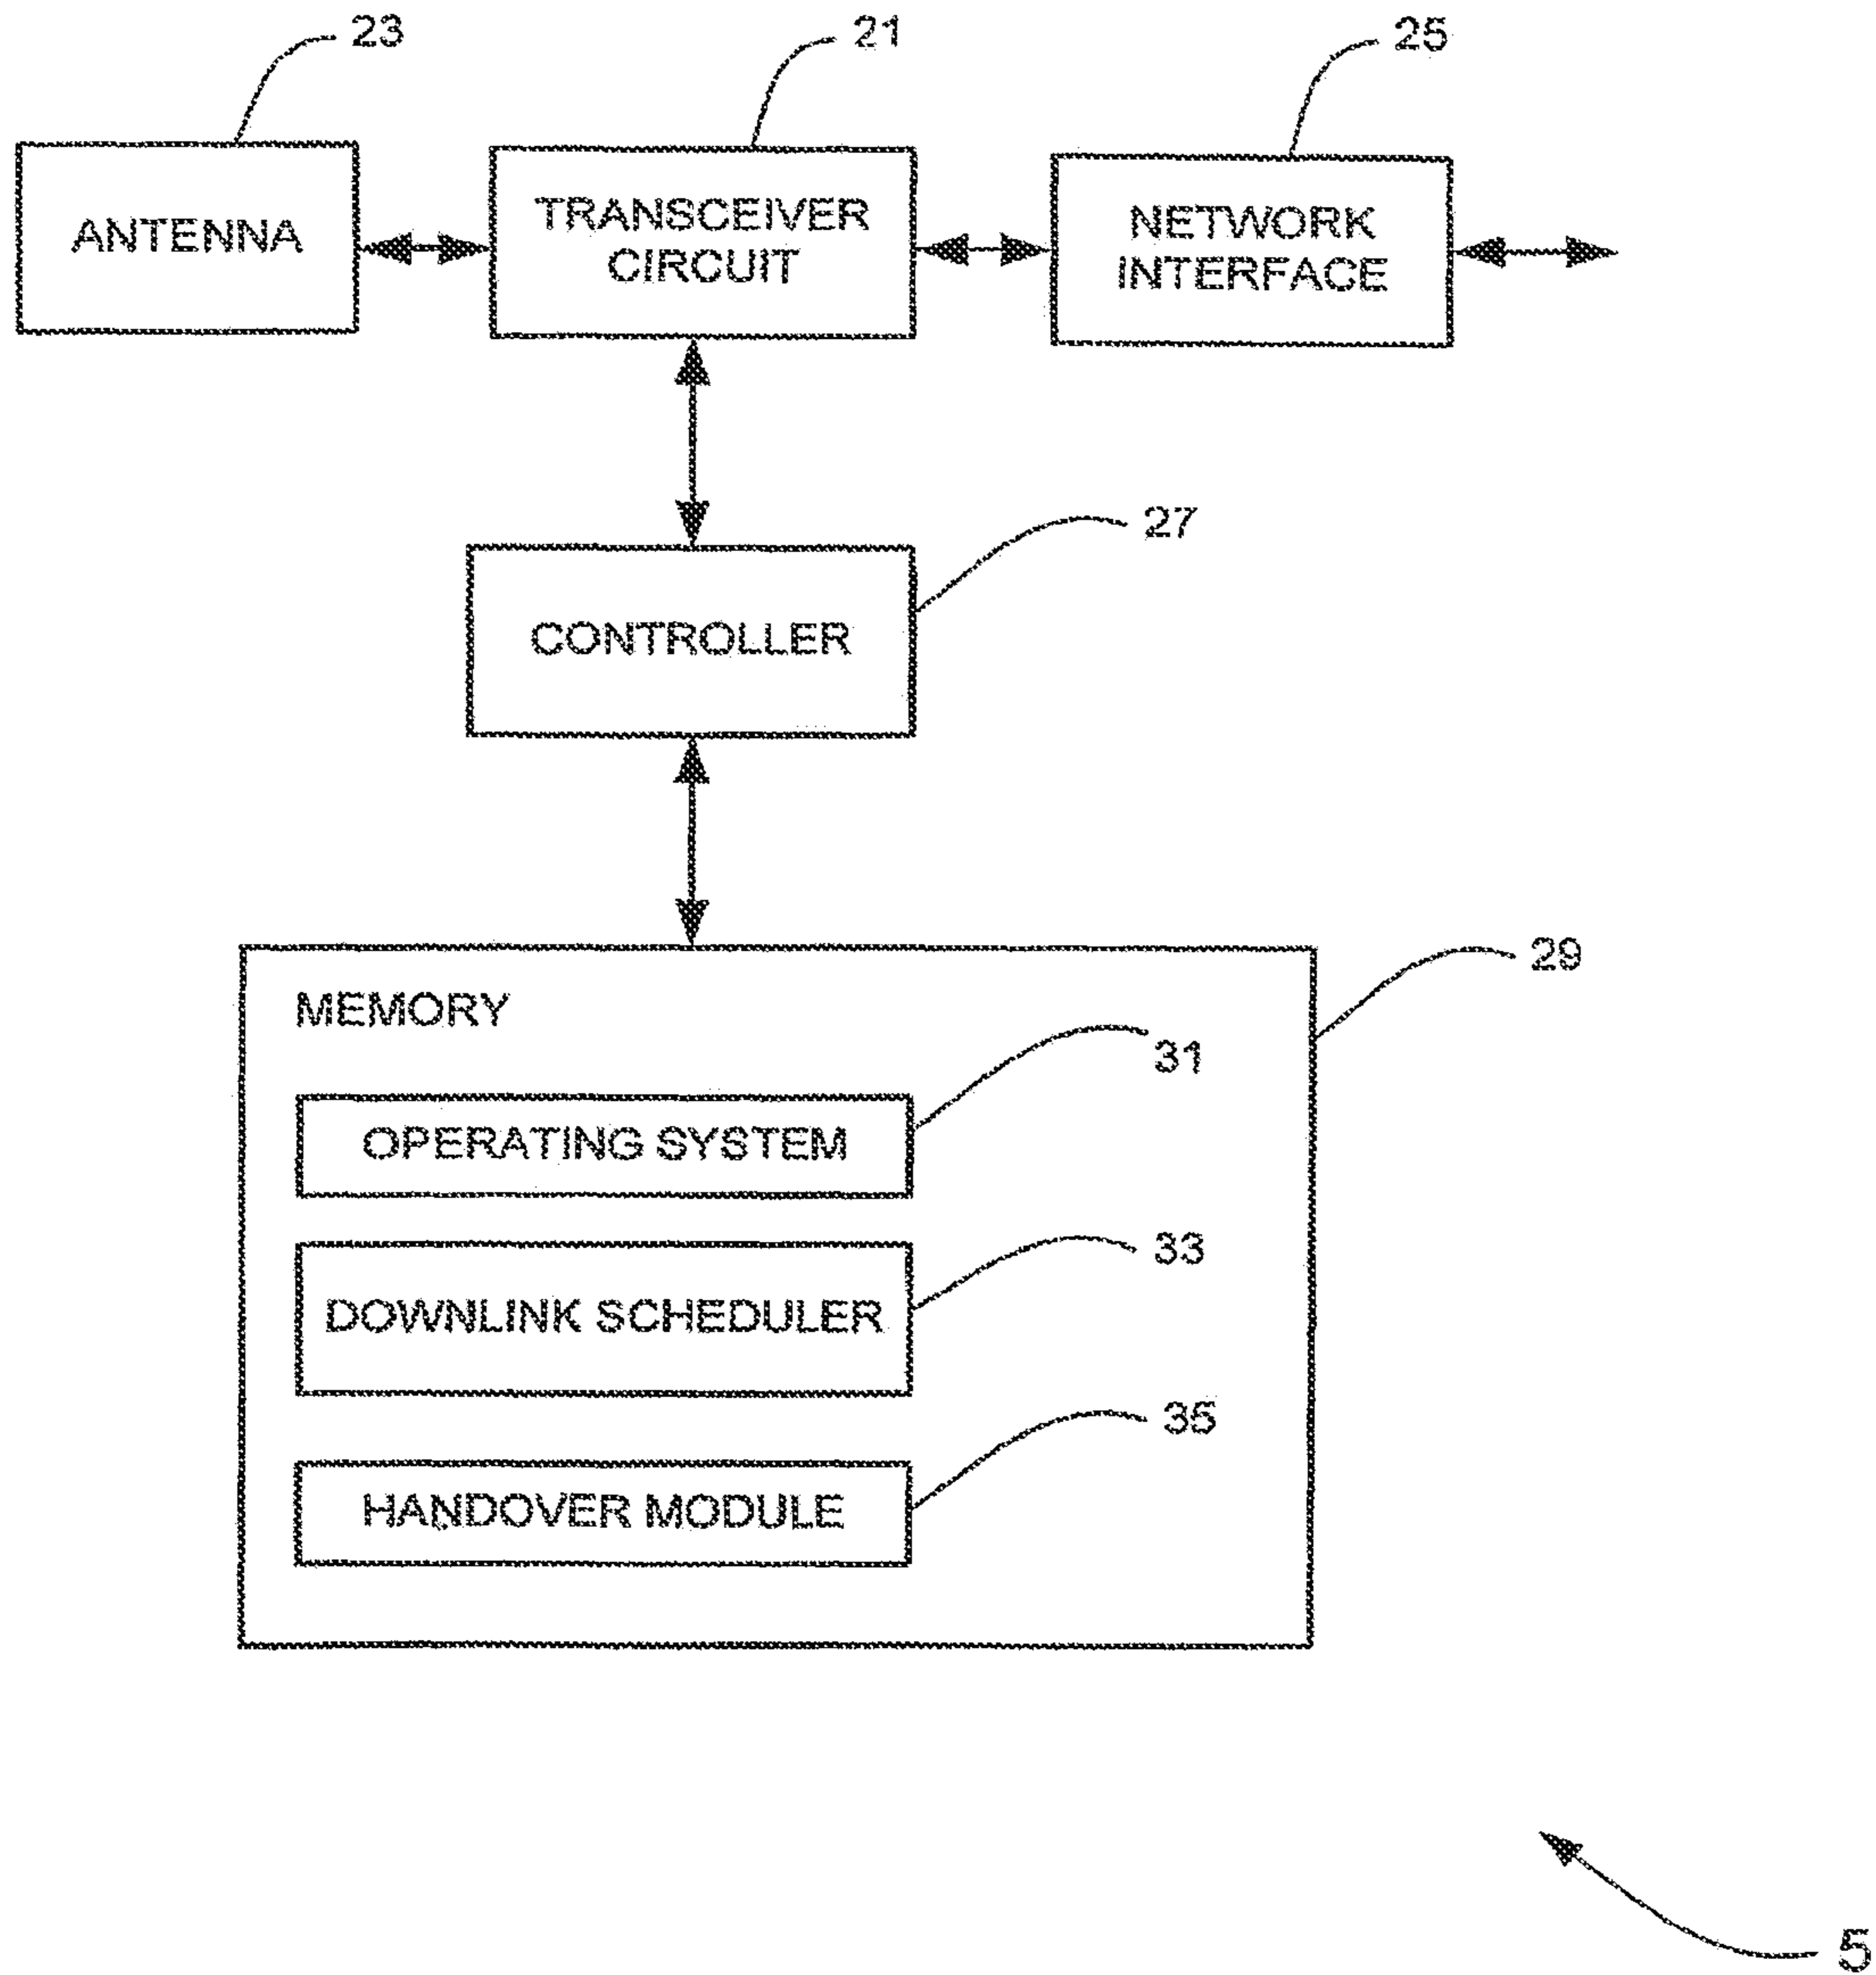 23
21
25
ANTENNA
TRANSCEIVER
CIRCUIT
NETWORK
INTERFACE
27
CONTROLLER
29
MEMORY
31
OPERATING SYSTEM
33
DOWNLINK SCHEDULER
35
HANDOVER MODULE
5